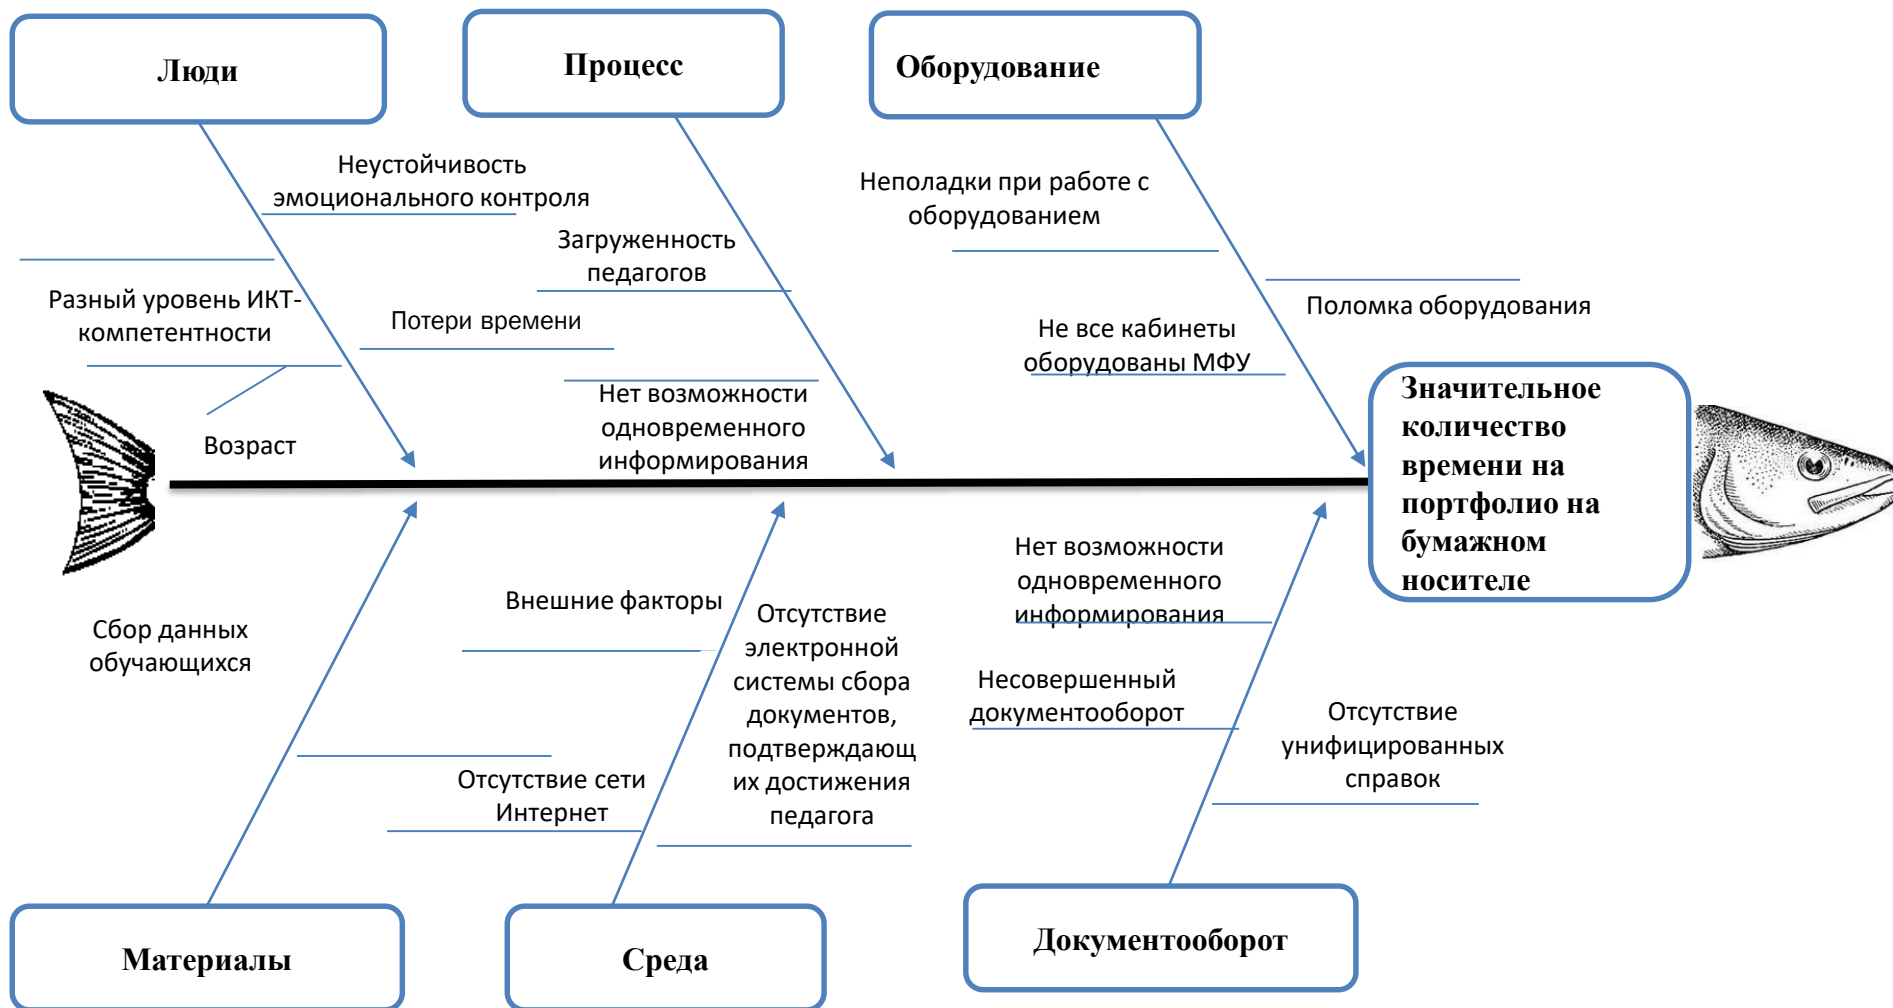 Люди
Процесс
Оборудование
Неустойчивость
эмоционального контроля
Неполадки при работе с
оборудованием
Загруженность
педагогов
Разный уровень ИКТ-
компетентности
Потери времени
Поломка оборудования
Не все кабинеты
оборудованы МФУ
Нет возможности
одновременного
информирования
Возраст
Значительное
количество
времени на
портфолио на
бумажном
носителе
Нет возможности
одновременного
информирования
Внешние факторы
Отсутствие
электронной
системы сбора
документов,
подтверждающ
их достижения
педагога
Сбор данных
обучающихся
Несовершенный
документооборот
Отсутствие
унифицированных
справок
Отсутствие сети
Интернет
Материалы
Среда
Документооборот